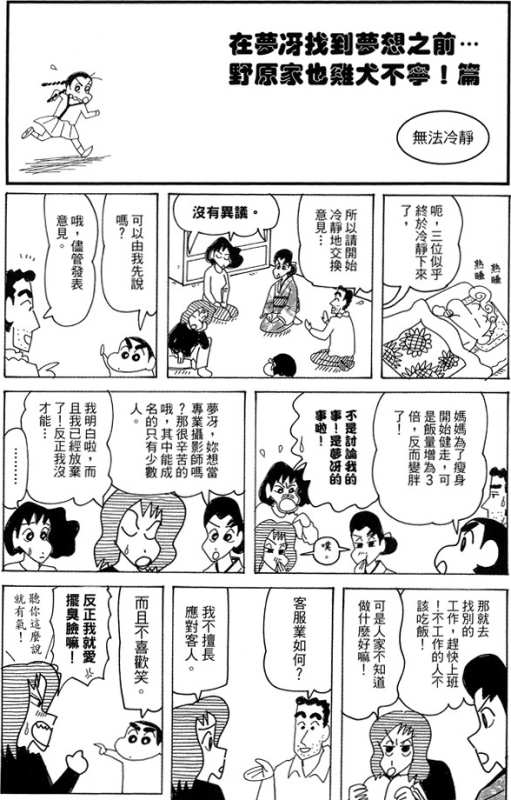 在夢冴找到夢想之前…
野原家也雞犬不寧！篇
無法冷靜
呃，三位似乎
終於冷靜下來
了，
熟睡
熟睡
所以請開始
冷靜地交換
意見…
沒有異議。
可以由我先說
嗎？
哦，儘管發表
意見。
媽媽為了瘦身
開始健走，可
是飯量增為3
倍，反而變胖
了！
不是討論我的
事！是夢冴的
事啦！
噗。
夢冴，妳想當
專業攝影師嗎
？那很辛苦的
哦，其中能成
名的只有少數
人。
我明白啦，而
且我已經放棄
了！反正我沒
才能…
………
那就去
找別的
工作，趕快上班
！不工作的人不
該吃飯！
可是人家不知道
做什麼好嘛！
客服業如何？
我不擅長
應對客人。
而且不喜歡笑。
反正我就愛
擺臭臉嘛！
聽你這麼說
就有氣！